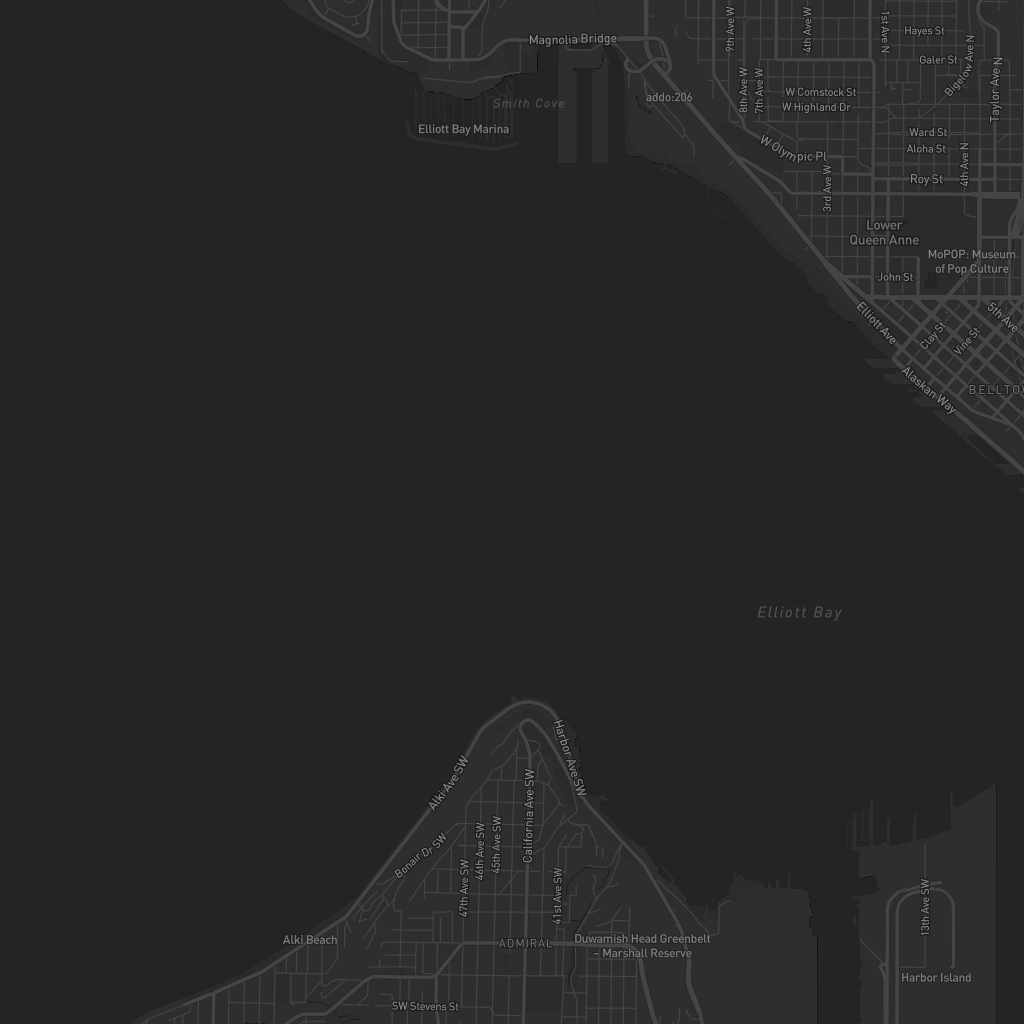 9th Ave W
4th Ave W
1st Ave N
Hayes St
Magnolia Bridge
Galer St
Bigelow Ave N
Taylor Ave N
8th Ave W
7th Ave W
W Comstock St
W Highland Dr
addo:206
Smith Cove
Elliott Bay Marina
Ward St
Aloha St
W Olympic Pl
4th Ave N
3rd Ave W
Roy St
Lower
Queen Anne
MoPOP: Museum
of Pop Culture
John St
Elliott Ave
5th Ave
Clay St
Vine St
Alaskan Way
BELLTOW
Elliott Bay
Harbor Ave SW
Alki Ave SW
California Ave SW
Bonair Dr SW
46th Ave SW
45th Ave SW
47th Ave SW
41st Ave SW
13th Ave SW
Alki Beach
ADMIRAL
Duwamish Head Greenbelt
– Marshall Reserve
Harbor Island
SW Stevens St